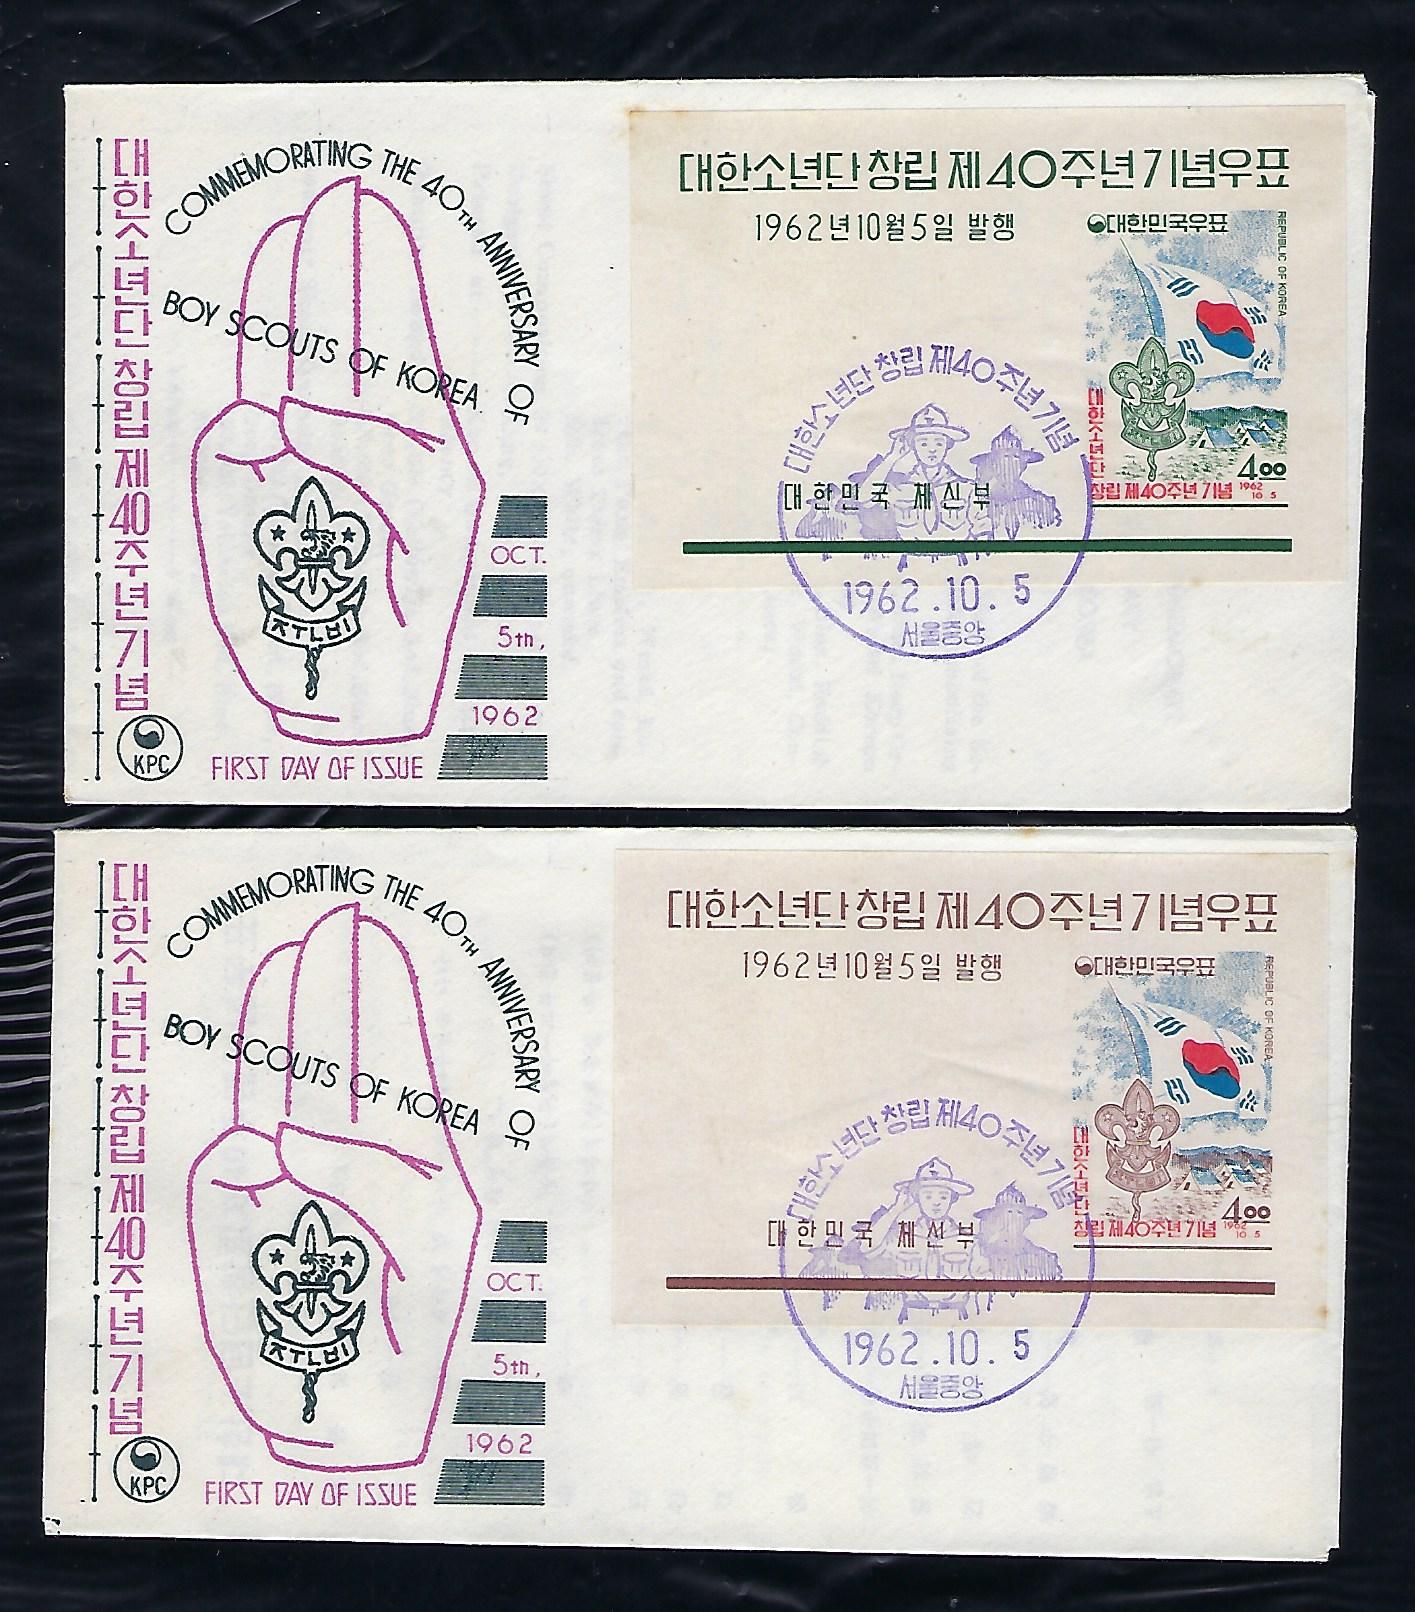 대한소년단 창립 제40주년기념
COMMEMORATING THE 40TH ANNIVERSARY OF
BOY SCOUTS OF KOREA
준비
OCT.
5th,
1962
KPC
FIRST DAY OF ISSUE
대한소년단창립 제40주년기념우표
1962년10월5일 발행
대한민국우표
REPUBLIC OF KOREA
대한소년단
창립 제40주년 기념
1962
10 5
4.00
대한민국 체신부
대한소년단 창립 제40주년 기념
1962.10.5
서울중앙
대한소년단 창립 제40주년기념
COMMEMORATING THE 40TH ANNIVERSARY OF
BOY SCOUTS OF KOREA
준비
OCT.
5th,
1962
KPC
FIRST DAY OF ISSUE
대한소년단창립 제40주년기념우표
1962년10월5일 발행
대한민국우표
REPUBLIC OF KOREA
대한소년단
창립 제40주년 기념
1962
10 5
4.00
대한민국 체신부
대한소년단 창립 제40주년 기념
1962.10.5
서울중앙